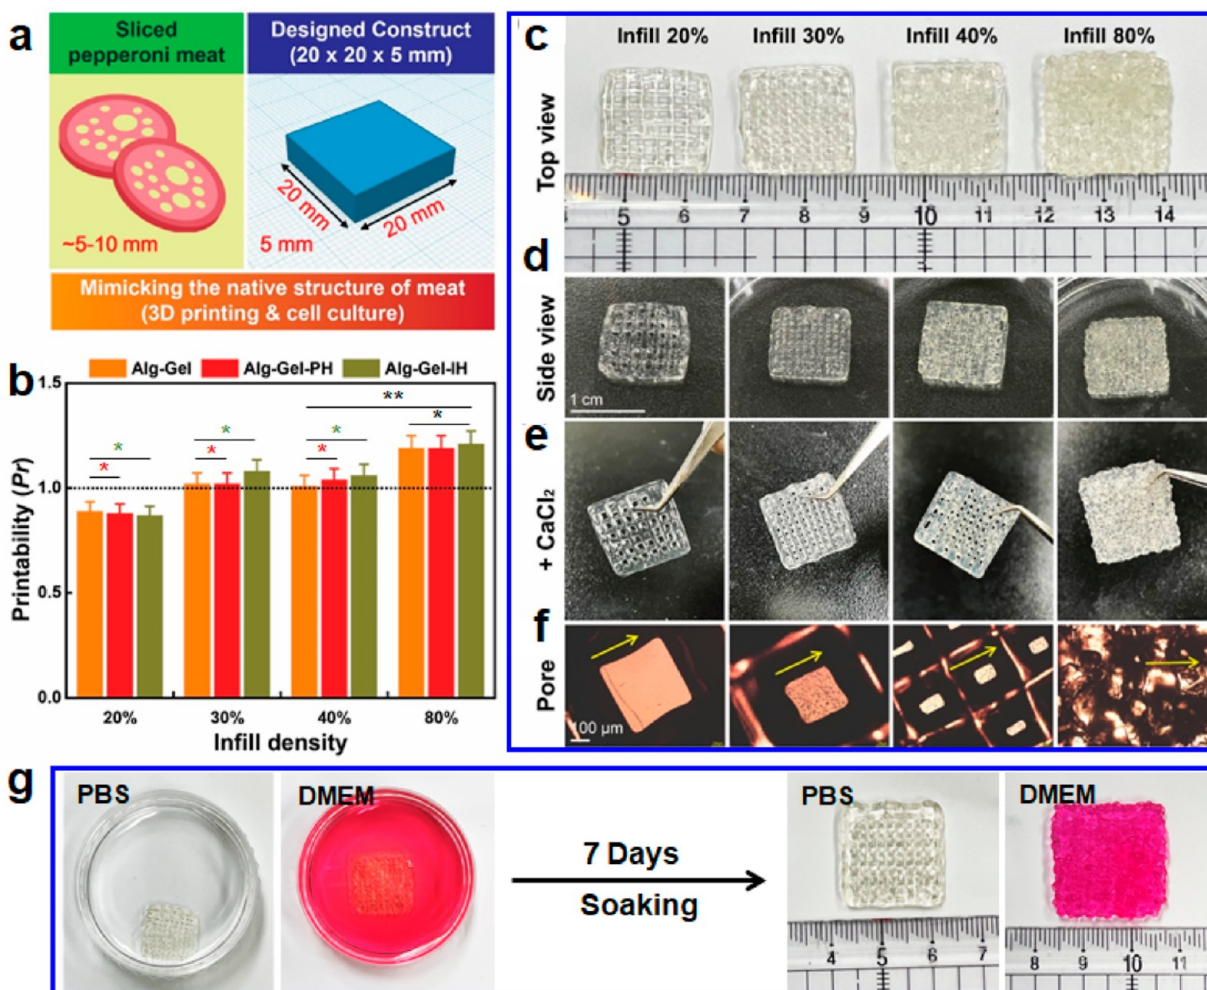 a
Sliced
pepperoni meat
Designed Construct
(20 x 20 x 5 mm)
~5-10 mm
20 mm
20 mm
5 mm
Mimicking the native structure of meat
(3D printing & cell culture)
b
Alg-Gel
Alg-Gel-PH
Alg-Gel-IH
Printability (Pr)
1.5
1.0
0.5
0.0
*
*
*
*
*
*
**
*
20%
30%
40%
80%
Infill density
c
Infill 20%
Infill 30%
Infill 40%
Infill 80%
Top view
5
6
7
8
9
10
11
12
13
14
d
Side view
1 cm
e
+ CaCl₂
f
Pore
100 µm
g
PBS
DMEM
7 Days
Soaking
PBS
DMEM
4
5
6
7
8
9
10
11